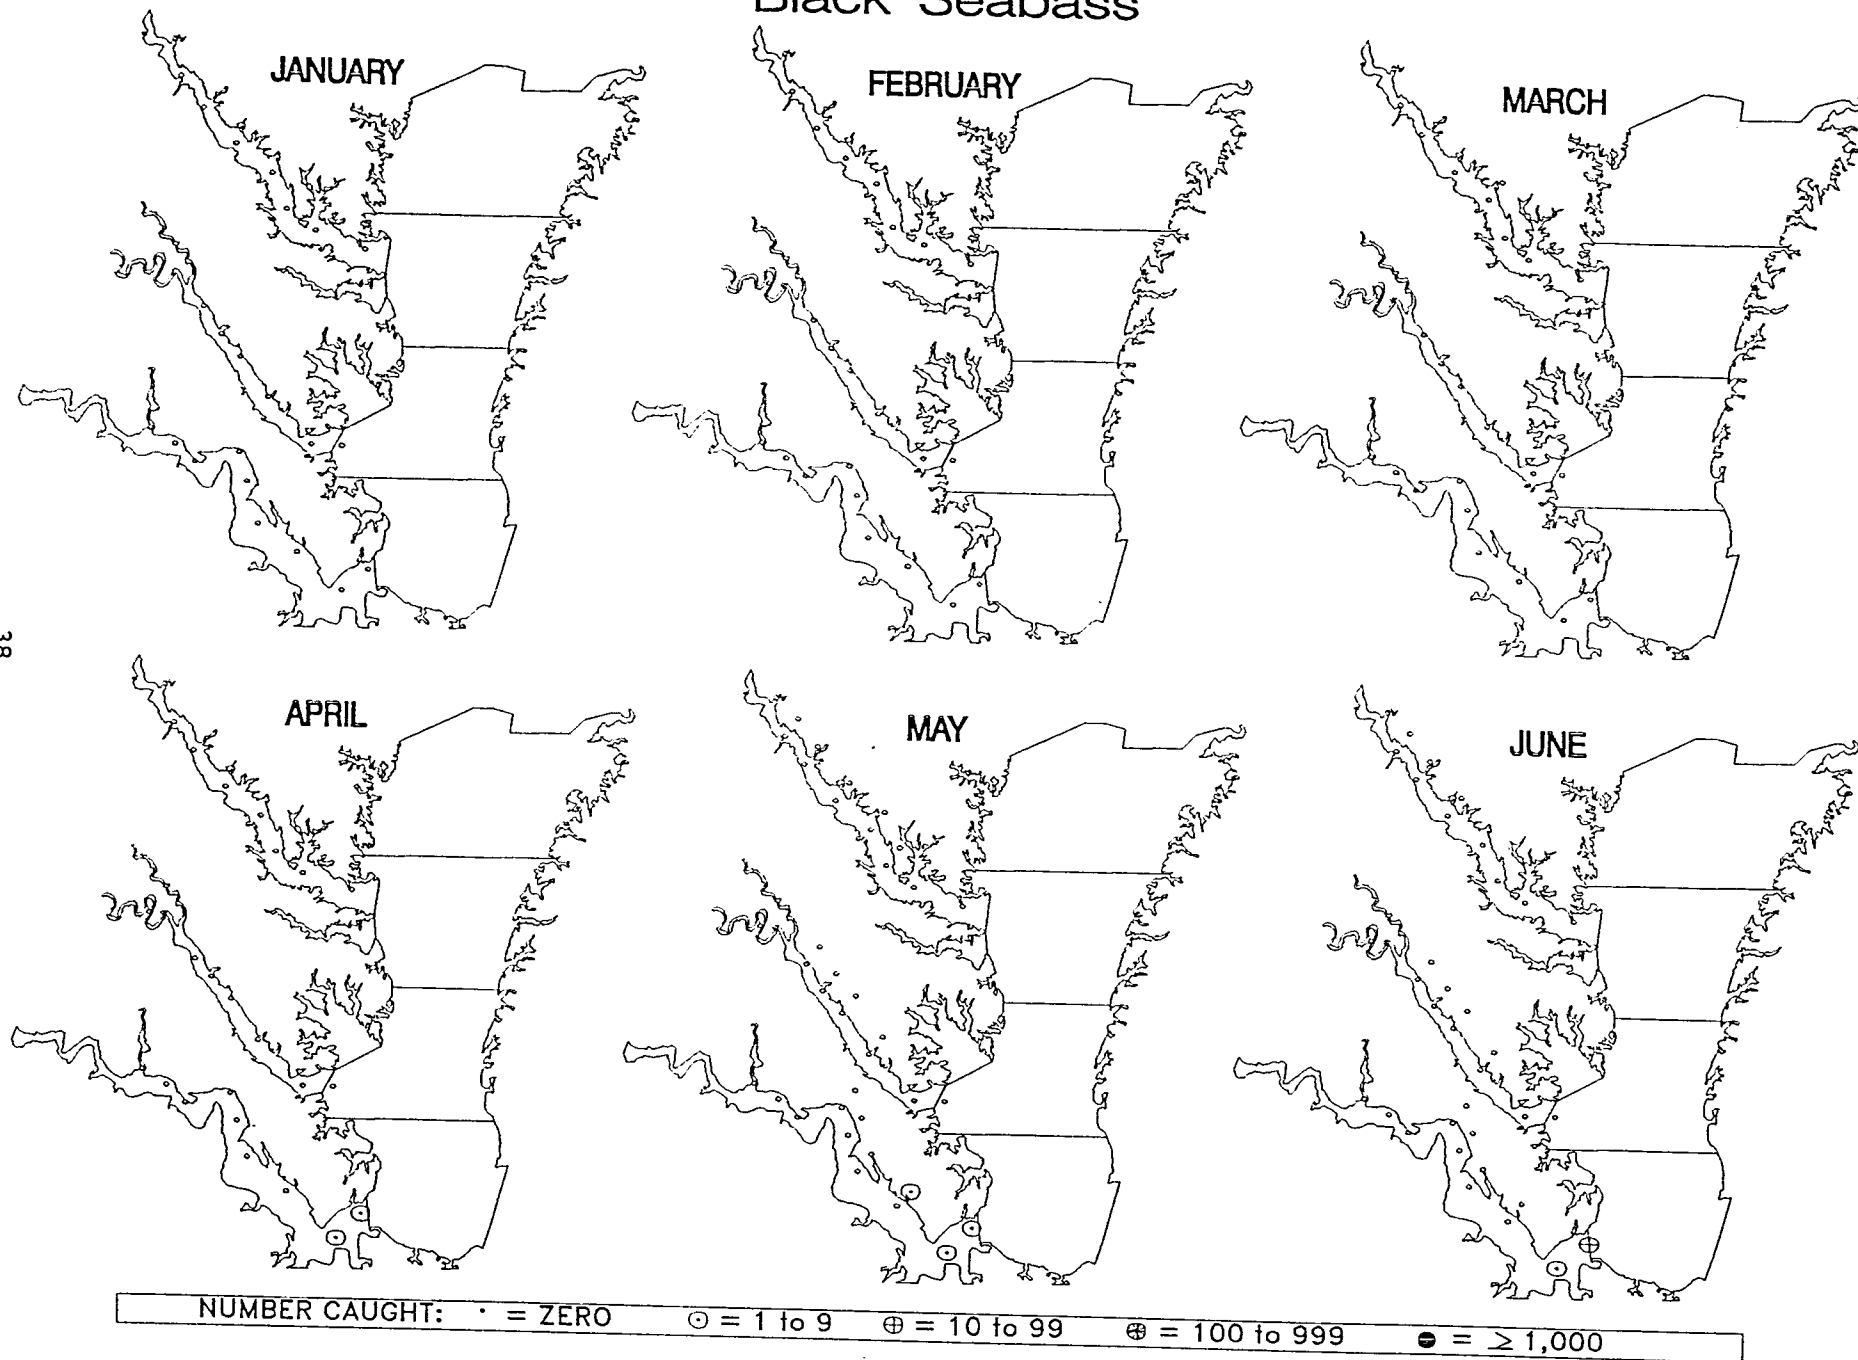 Black Seabass
JANUARY
FEBRUARY
MARCH
38
APRIL
MAY
JUNE
NUMBER CAUGHT: · = ZERO ⊙ = 1 to 9 ⊕ = 10 to 99 ⊛ = 100 to 999 ● = ≥ 1,000